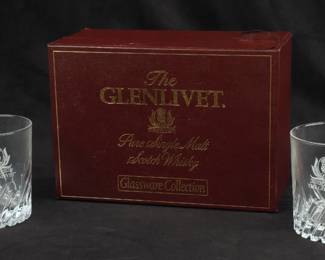 The
GLENLIVET.
Pure Single Malt
Scotch Whisky
Glassware Collection